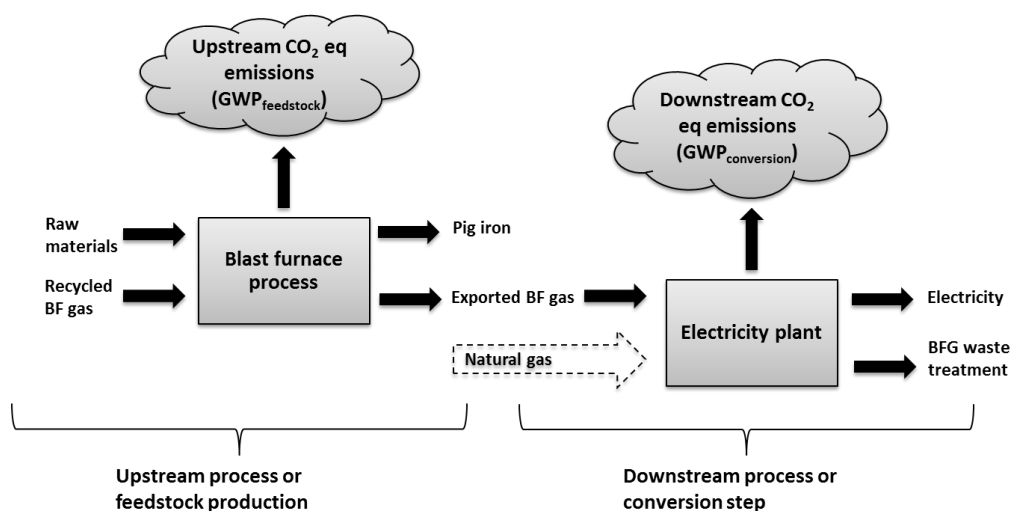 Upstream CO₂ eq
emissions
(GWPfeedstock)
Downstream CO₂
eq emissions
(GWPconversion)
Raw
materials
Recycled
BF gas
Blast furnace
process
Pig iron
Exported BF gas
Natural gas
Electricity plant
Electricity
BFG waste
treatment
Upstream process or
feedstock production
Downstream process or
conversion step